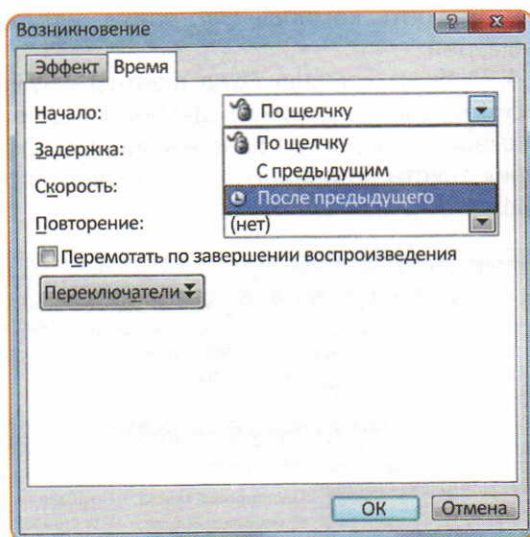 Возникновение
Эффект Время
Начало: По щелчку
По щелчку
Задержка:
С предыдущим
Скорость:
После предыдущего
Повторение: (нет)
Перемотать по завершении воспроизведения
Переключатели
ОК Отмена